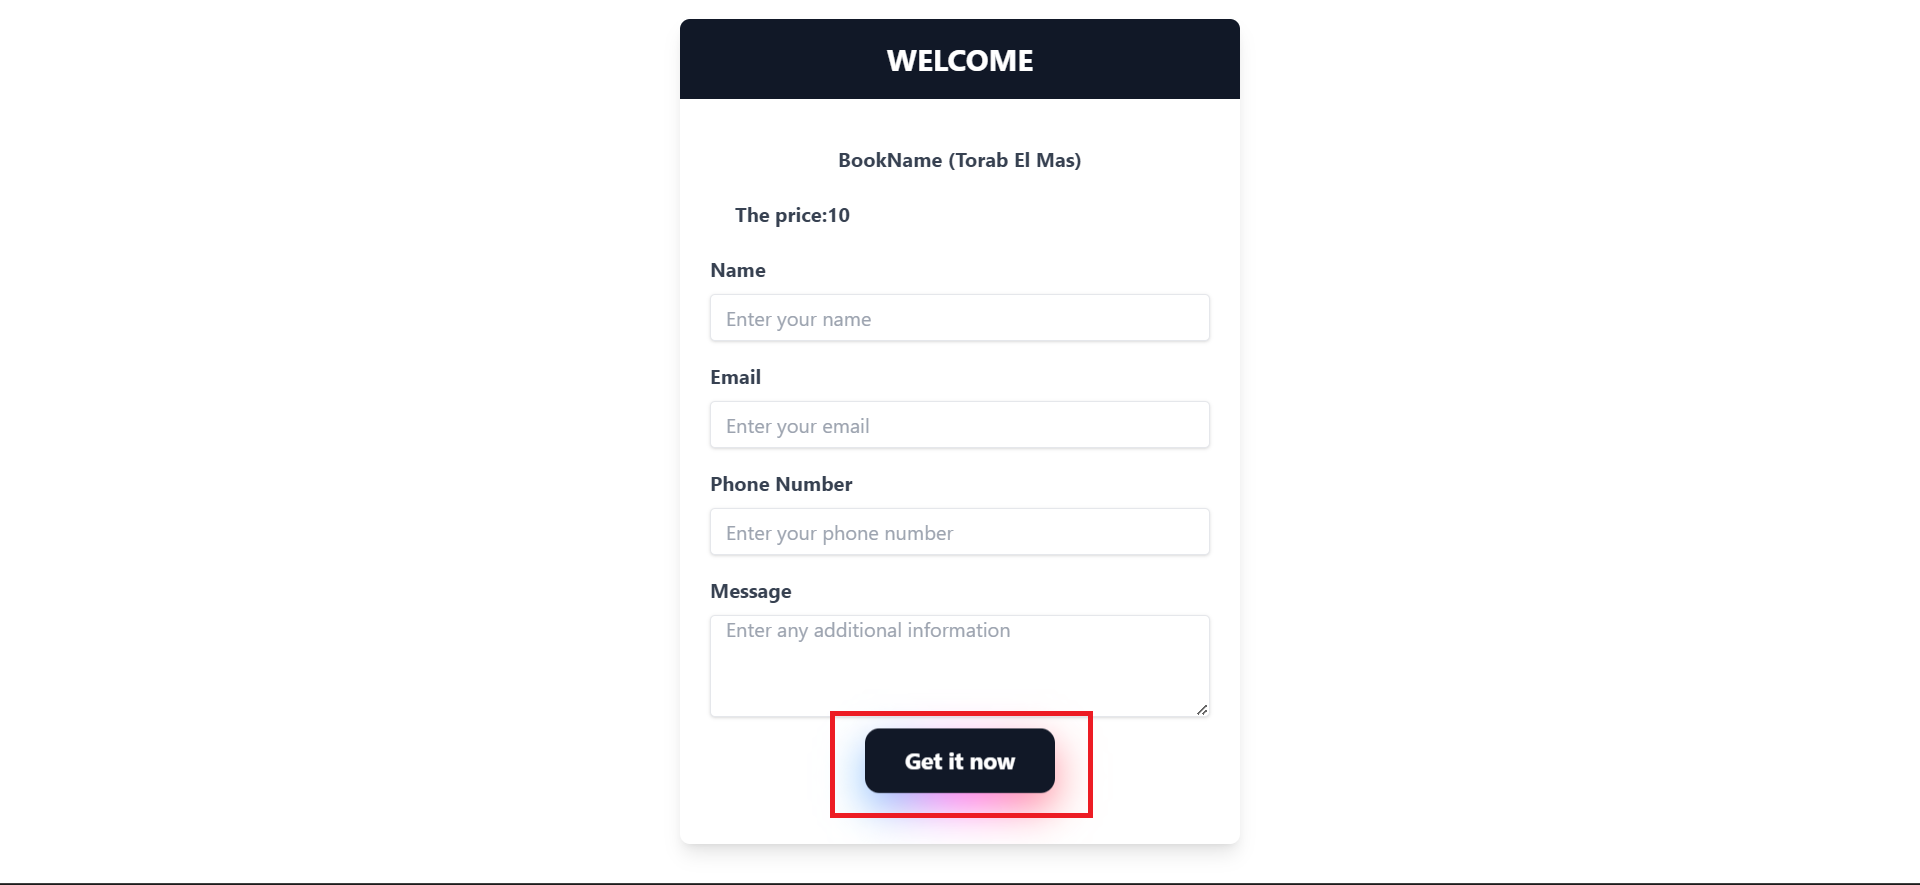 WELCOME
BookName (Torab El Mas)
The price:10
Name
Enter your name
Email
Enter your email
Phone Number
Enter your phone number
Message
Enter any additional information
Get it now